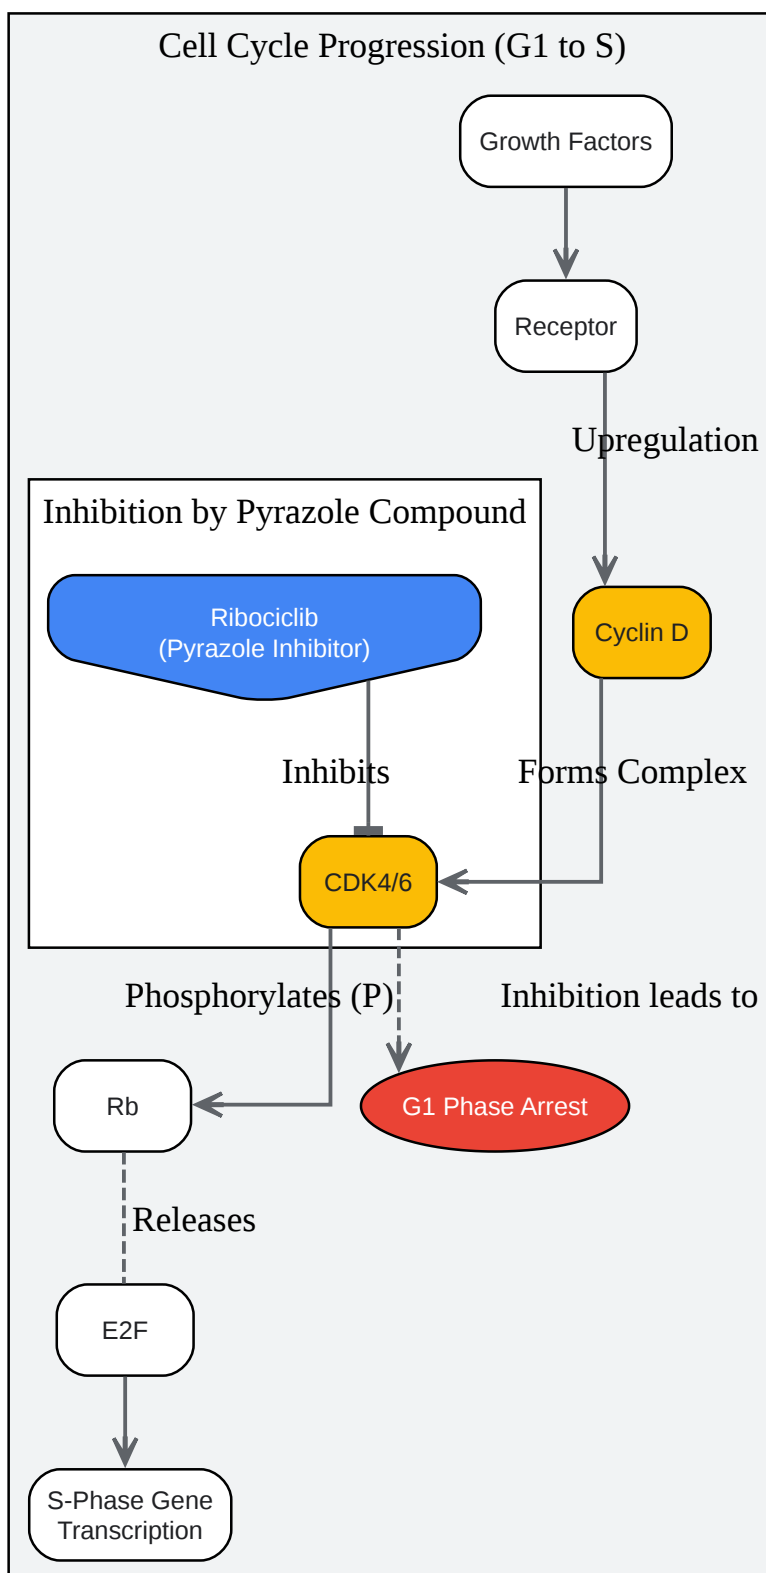 Cell Cycle Progression (G1 to S)
Growth Factors
Receptor
Upregulation
Inhibition by Pyrazole Compound
Ribociclib
(Pyrazole Inhibitor)
Cyclin D
Inhibits
Forms Complex
CDK4/6
Phosphorylates (P)
Inhibition leads to
Rb
G1 Phase Arrest
Releases
E2F
S-Phase Gene
Transcription